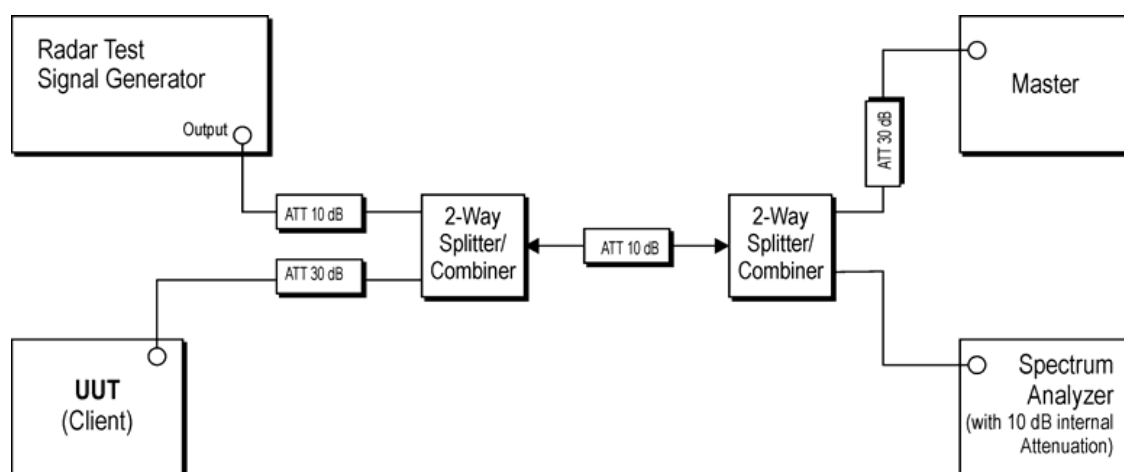 Radar Test
Signal Generator
Output
ATT 10 dB
ATT 30 dB
UUT
(Client)
2-Way
Splitter/
Combiner
ATT 10 dB
2-Way
Splitter/
Combiner
ATT 30 dB
Master
Spectrum
Analyzer
(with 10 dB internal
Attenuation)